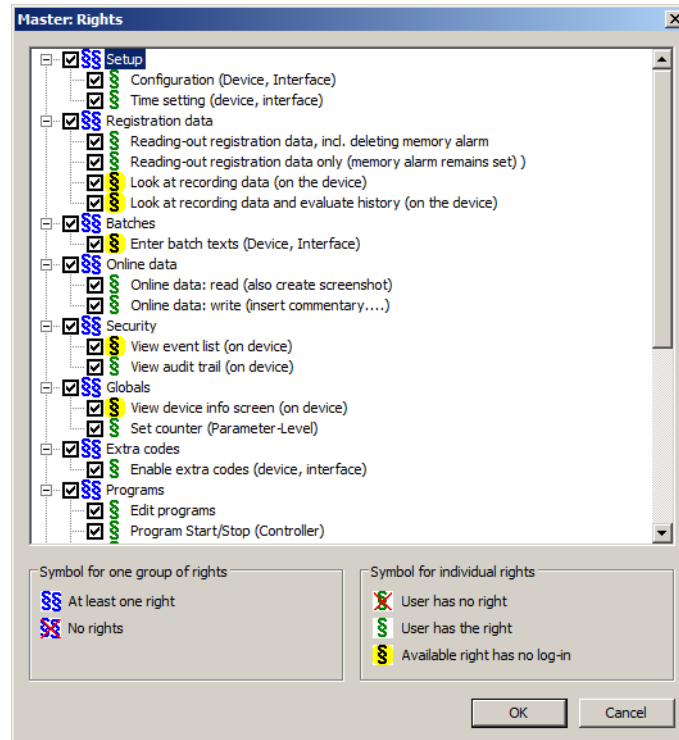 Master: Rights
Setup
Configuration (Device, Interface)
Time setting (device, interface)
Registration data
Reading-out registration data, incl. deleting memory alarm
Reading-out registration data only (memory alarm remains set) )
Look at recording data (on the device)
Look at recording data and evaluate history (on the device)
Batches
Enter batch texts (Device, Interface)
Online data
Online data: read (also create screenshot)
Online data: write (insert commentary....)
Security
View event list (on device)
View audit trail (on device)
Globals
View device info screen (on device)
Set counter (Parameter-Level)
Extra codes
Enable extra codes (device, interface)
Programs
Edit programs
Program Start/Stop (Controller)
Symbol for one group of rights
At least one right
No rights
Symbol for individual rights
User has no right
User has the right
Available right has no log-in
OK
Cancel